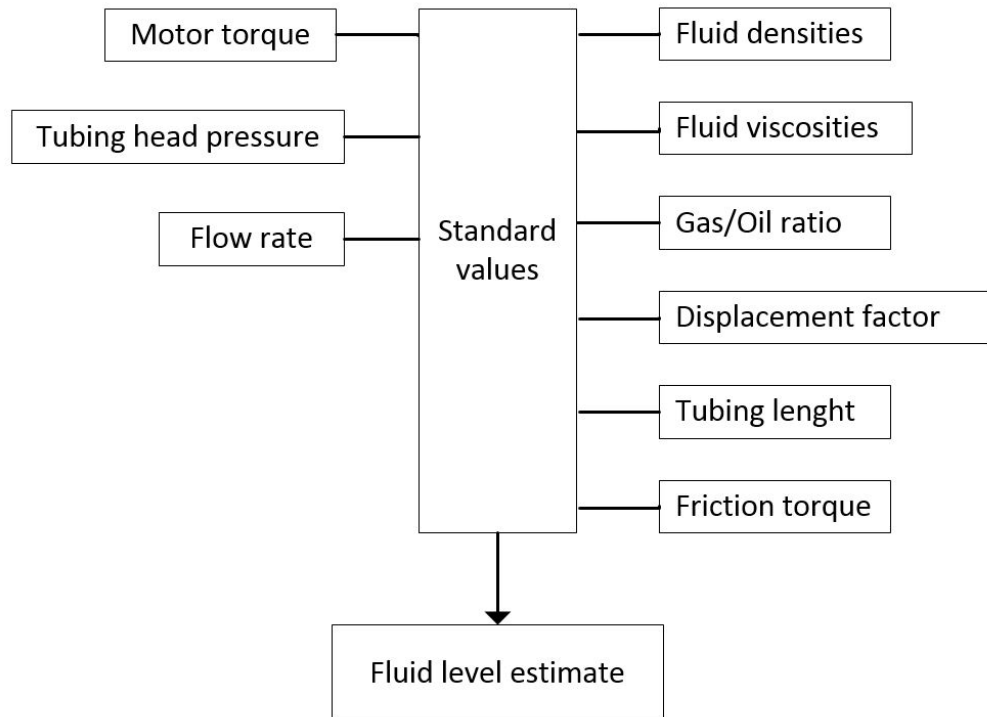 Motor torque
Tubing head pressure
Flow rate
Standard
values
Fluid densities
Fluid viscosities
Gas/Oil ratio
Displacement factor
Tubing lenght
Friction torque
Fluid level estimate